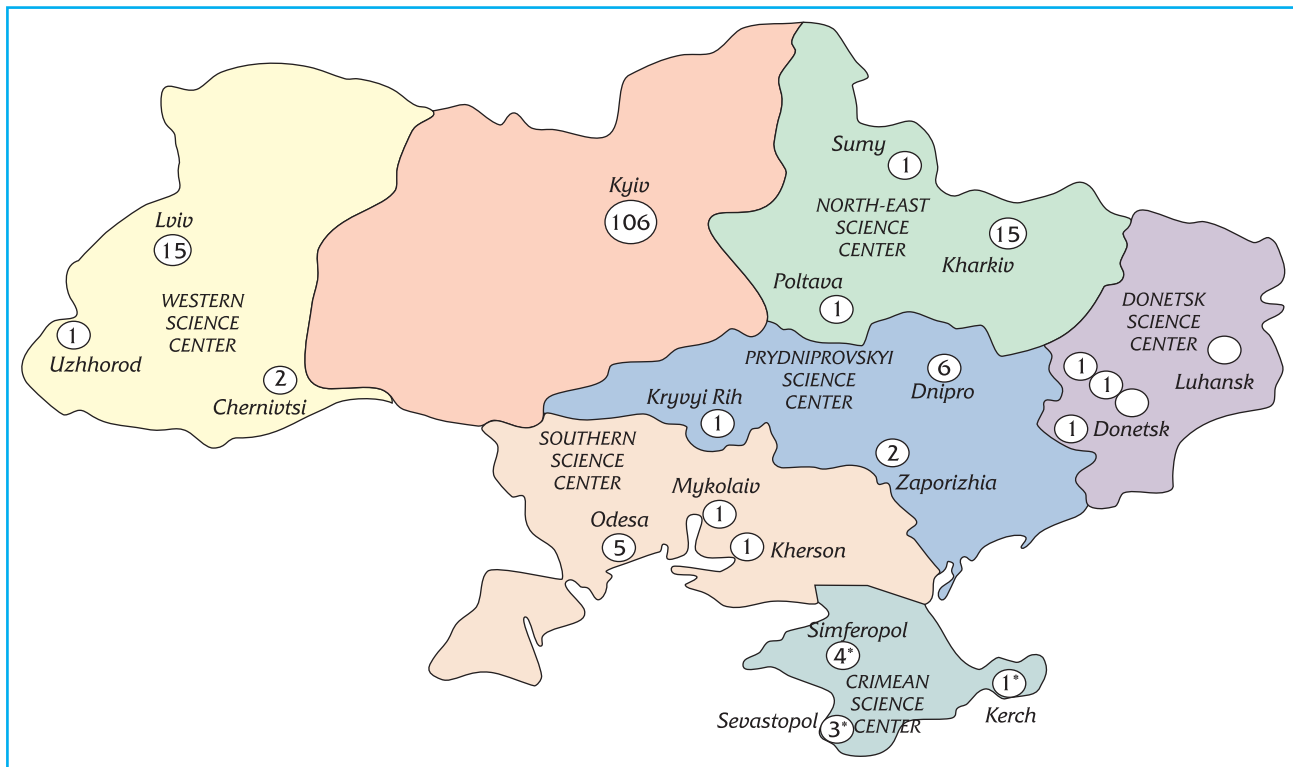 Sumy
1
Kyiv
106
NORTH-EAST
SCIENCE
CENTER
Lviv
15
15
Kharkiv
Poltava
1
WESTERN
SCIENCE
CENTER
DONETSK
SCIENCE
CENTER
1
Uzhhorod
2
Chernivtsi
PRYDNIPROVSKYI
SCIENCE
CENTER
6
Dnipro
1
1
Luhansk
Kryvyi Rih
1
1
Donetsk
SOUTHERN
SCIENCE
CENTER
2
Zaporizhia
Mykolaiv
1
Odesa
5
1
Kherson
Simferopol
4*
CRIMEAN
SCIENCE
CENTER
1*
Kerch
Sevastopol
3*